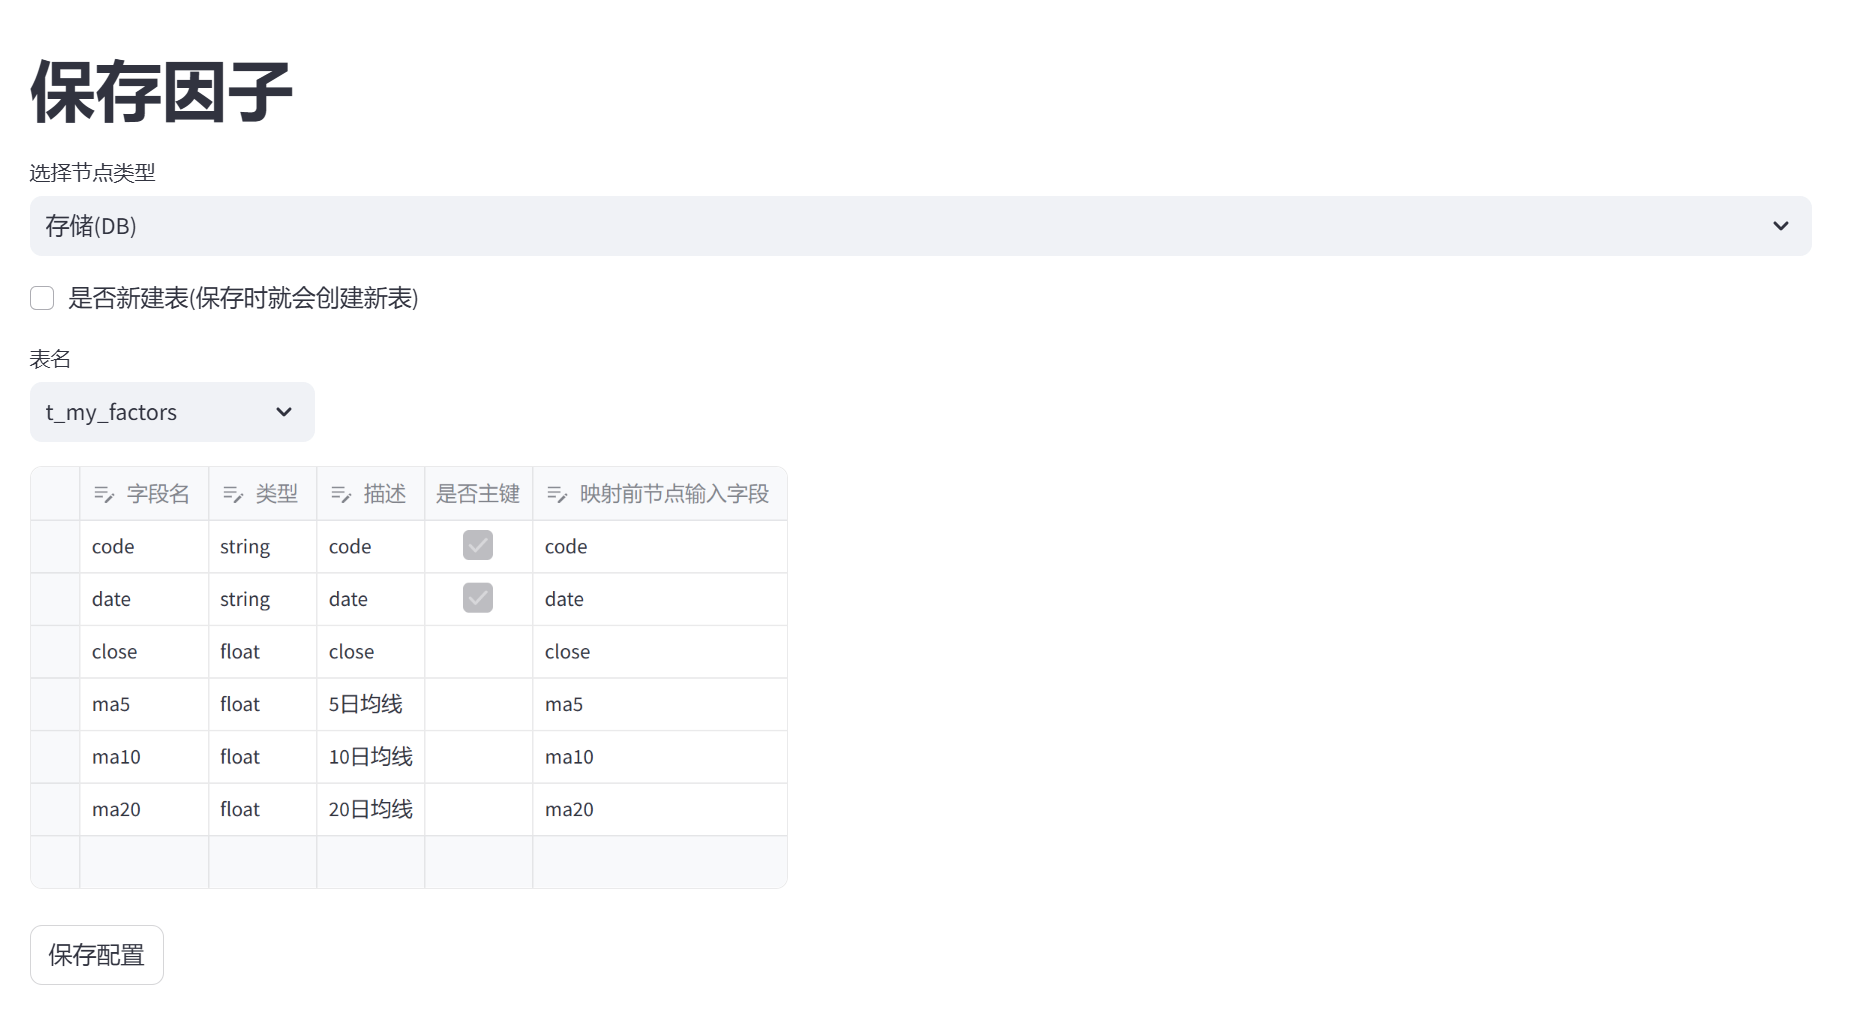 保存因子
选择节点类型
存储(DB)
是否新建表(保存时就会创建新表)
表名
t_my_factors
字段名 类型 描述 是否主键 映射前节点输入字段
code string code code
date string date date
close float close close
ma5 float 5日均线 ma5
ma10 float 10日均线 ma10
ma20 float 20日均线 ma20
保存配置